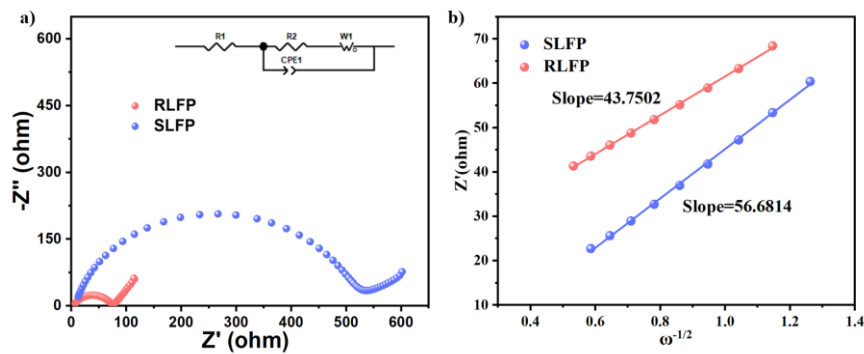 a)
600
450
300
150
0
-Z'' (ohm)
0 100 200 300 400 500 600
Z' (ohm)
R1 R2 W1
CPE1
RLFP
SLFP
b)
70
60
50
40
30
20
10
Z'(ohm)
0.4 0.6 0.8 1.0 1.2 1.4
ω-1/2
SLFP
RLFP
Slope=43.7502
Slope=56.6814